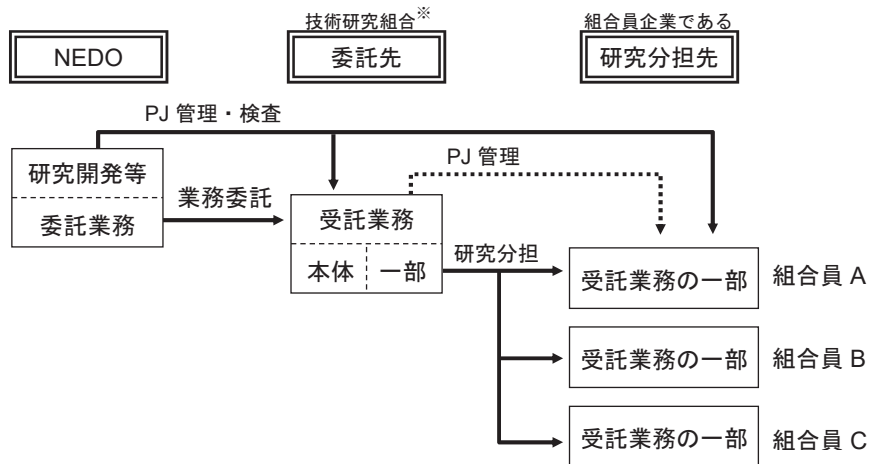 技術研究組合※
組合員企業である
NEDO
委託先
研究分担先
PJ 管理・検査
研究開発等
委託業務
業務委託
PJ 管理
受託業務
本体
一部
研究分担
受託業務の一部
組合員 A
受託業務の一部
組合員 B
受託業務の一部
組合員 C